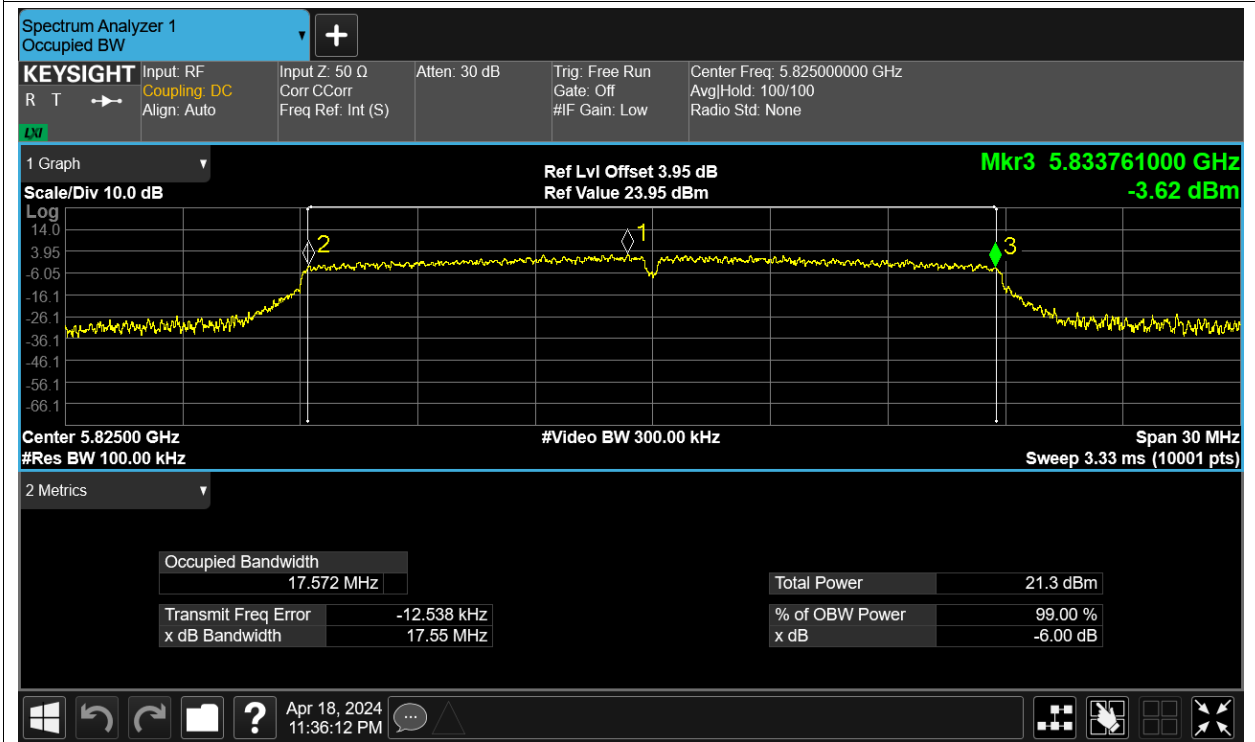 Spectrum Analyzer 1
Occupied BW
KEYSIGHT
R T
LXI
Input: RF
Coupling: DC
Align: Auto
Input Z: 50 Ω
Corr CCorr
Freq Ref: Int (S)
Atten: 30 dB
Trig: Free Run
Gate: Off
#IF Gain: Low
Center Freq: 5.825000000 GHz
Avg|Hold: 100/100
Radio Std: None
1 Graph
Scale/Div 10.0 dB
Ref Lvl Offset 3.95 dB
Ref Value 23.95 dBm
Mkr3 5.833761000 GHz
-3.62 dBm
Log
14.0
3.95
-6.05
-16.1
-26.1
-36.1
-46.1
-56.1
-66.1
2
1
3
Center 5.82500 GHz
#Video BW 300.00 kHz
Span 30 MHz
#Res BW 100.00 kHz
Sweep 3.33 ms (10001 pts)
2 Metrics
Occupied Bandwidth
17.572 MHz
Transmit Freq Error -12.538 kHz
x dB Bandwidth 17.55 MHz
Total Power 21.3 dBm
% of OBW Power 99.00 %
x dB -6.00 dB
?
Apr 18, 2024
11:36:12 PM